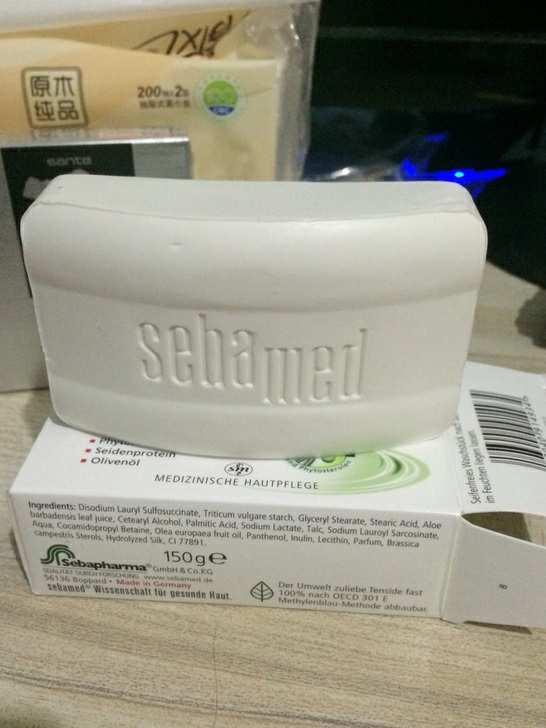 原木
纯品
200抽×2层
santé
sebamed
Seidenprotein
Olivenöl
Phytosterolen
MEDIZINISCHE HAUTPFLEGE
Seifenfreies Waschstück
im Feuchten liegen lassen.
Ingredients: Disodium Lauryl Sulfosuccinate, Triticum vulgare starch, Glyceryl Stearate, Stearic Acid, Aloe
barbadensis leaf juice, Cetearyl Alcohol, Palmitic Acid, Sodium Lactate, Talc, Sodium Lauroyl Sarcosinate,
Aqua, Cocamidopropyl Betaine, Olea europaea fruit oil, Panthenol, Inulin, Lecithin, Parfum, Brassica
campestris Sterols, Hydrolyzed Silk, CI 77891.
150g e
Sebapharma® GmbH & Co.KG
QUALITÄT DURCH FORSCHUNG www.sebamed.de
56136 Boppard • Made in Germany
sebamed® Wissenschaft für gesunde Haut.
Der Umwelt zuliebe Tenside fast
100% nach OECD 301 E
Methylenblau-Methode abbaubar.